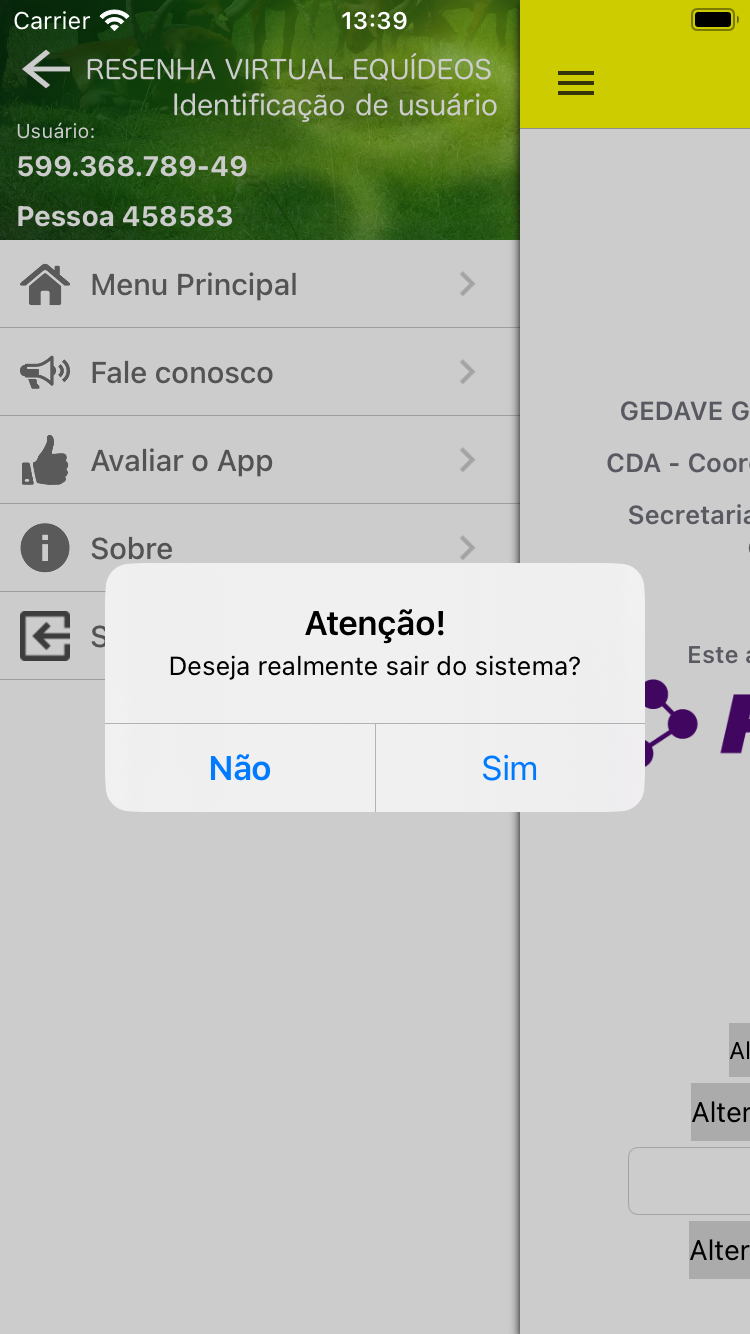 Carrier 13:39
RESENHA VIRTUAL EQUÍDEOS
Identificação de usuário
Usuário:
599.368.789-49
Pessoa 458583
Menu Principal
Fale conosco
Avaliar o App
Sobre
S
Atenção!
Deseja realmente sair do sistema?
Não Sim
GEDAVE G
CDA - Coor
Secretaria
Este a
Al
Alter
Alter